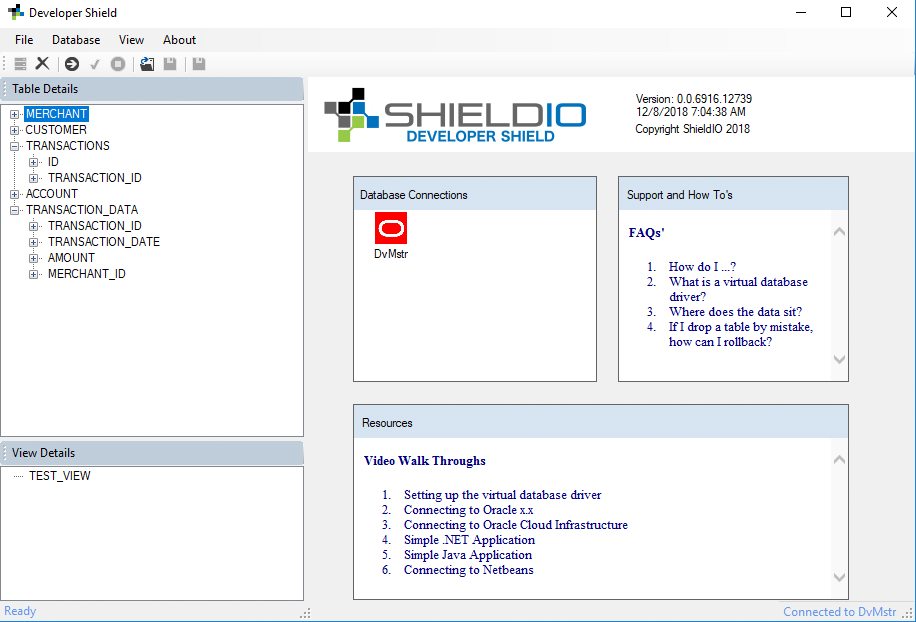 Developer Shield
File Database View About
Table Details
MERCHANT
CUSTOMER
TRANSACTIONS
ID
TRANSACTION_ID
ACCOUNT
TRANSACTION_DATA
TRANSACTION_ID
TRANSACTION_DATE
AMOUNT
MERCHANT_ID
View Details
TEST_VIEW
Ready
SHIELDIO
DEVELOPER SHIELD
Version: 0.0.6916.12739
12/8/2018 7:04:38 AM
Copyright ShieldIO 2018
Database Connections
DvMstr
Support and How To's
FAQs'
1. How do I ...?
2. What is a virtual database
driver?
3. Where does the data sit?
4. If I drop a table by mistake,
how can I rollback?
Resources
Video Walk Throughs
1. Setting up the virtual database driver
2. Connecting to Oracle x.x
3. Connecting to Oracle Cloud Infrastructure
4. Simple .NET Application
5. Simple Java Application
6. Connecting to Netbeans
Connected to DvMstr